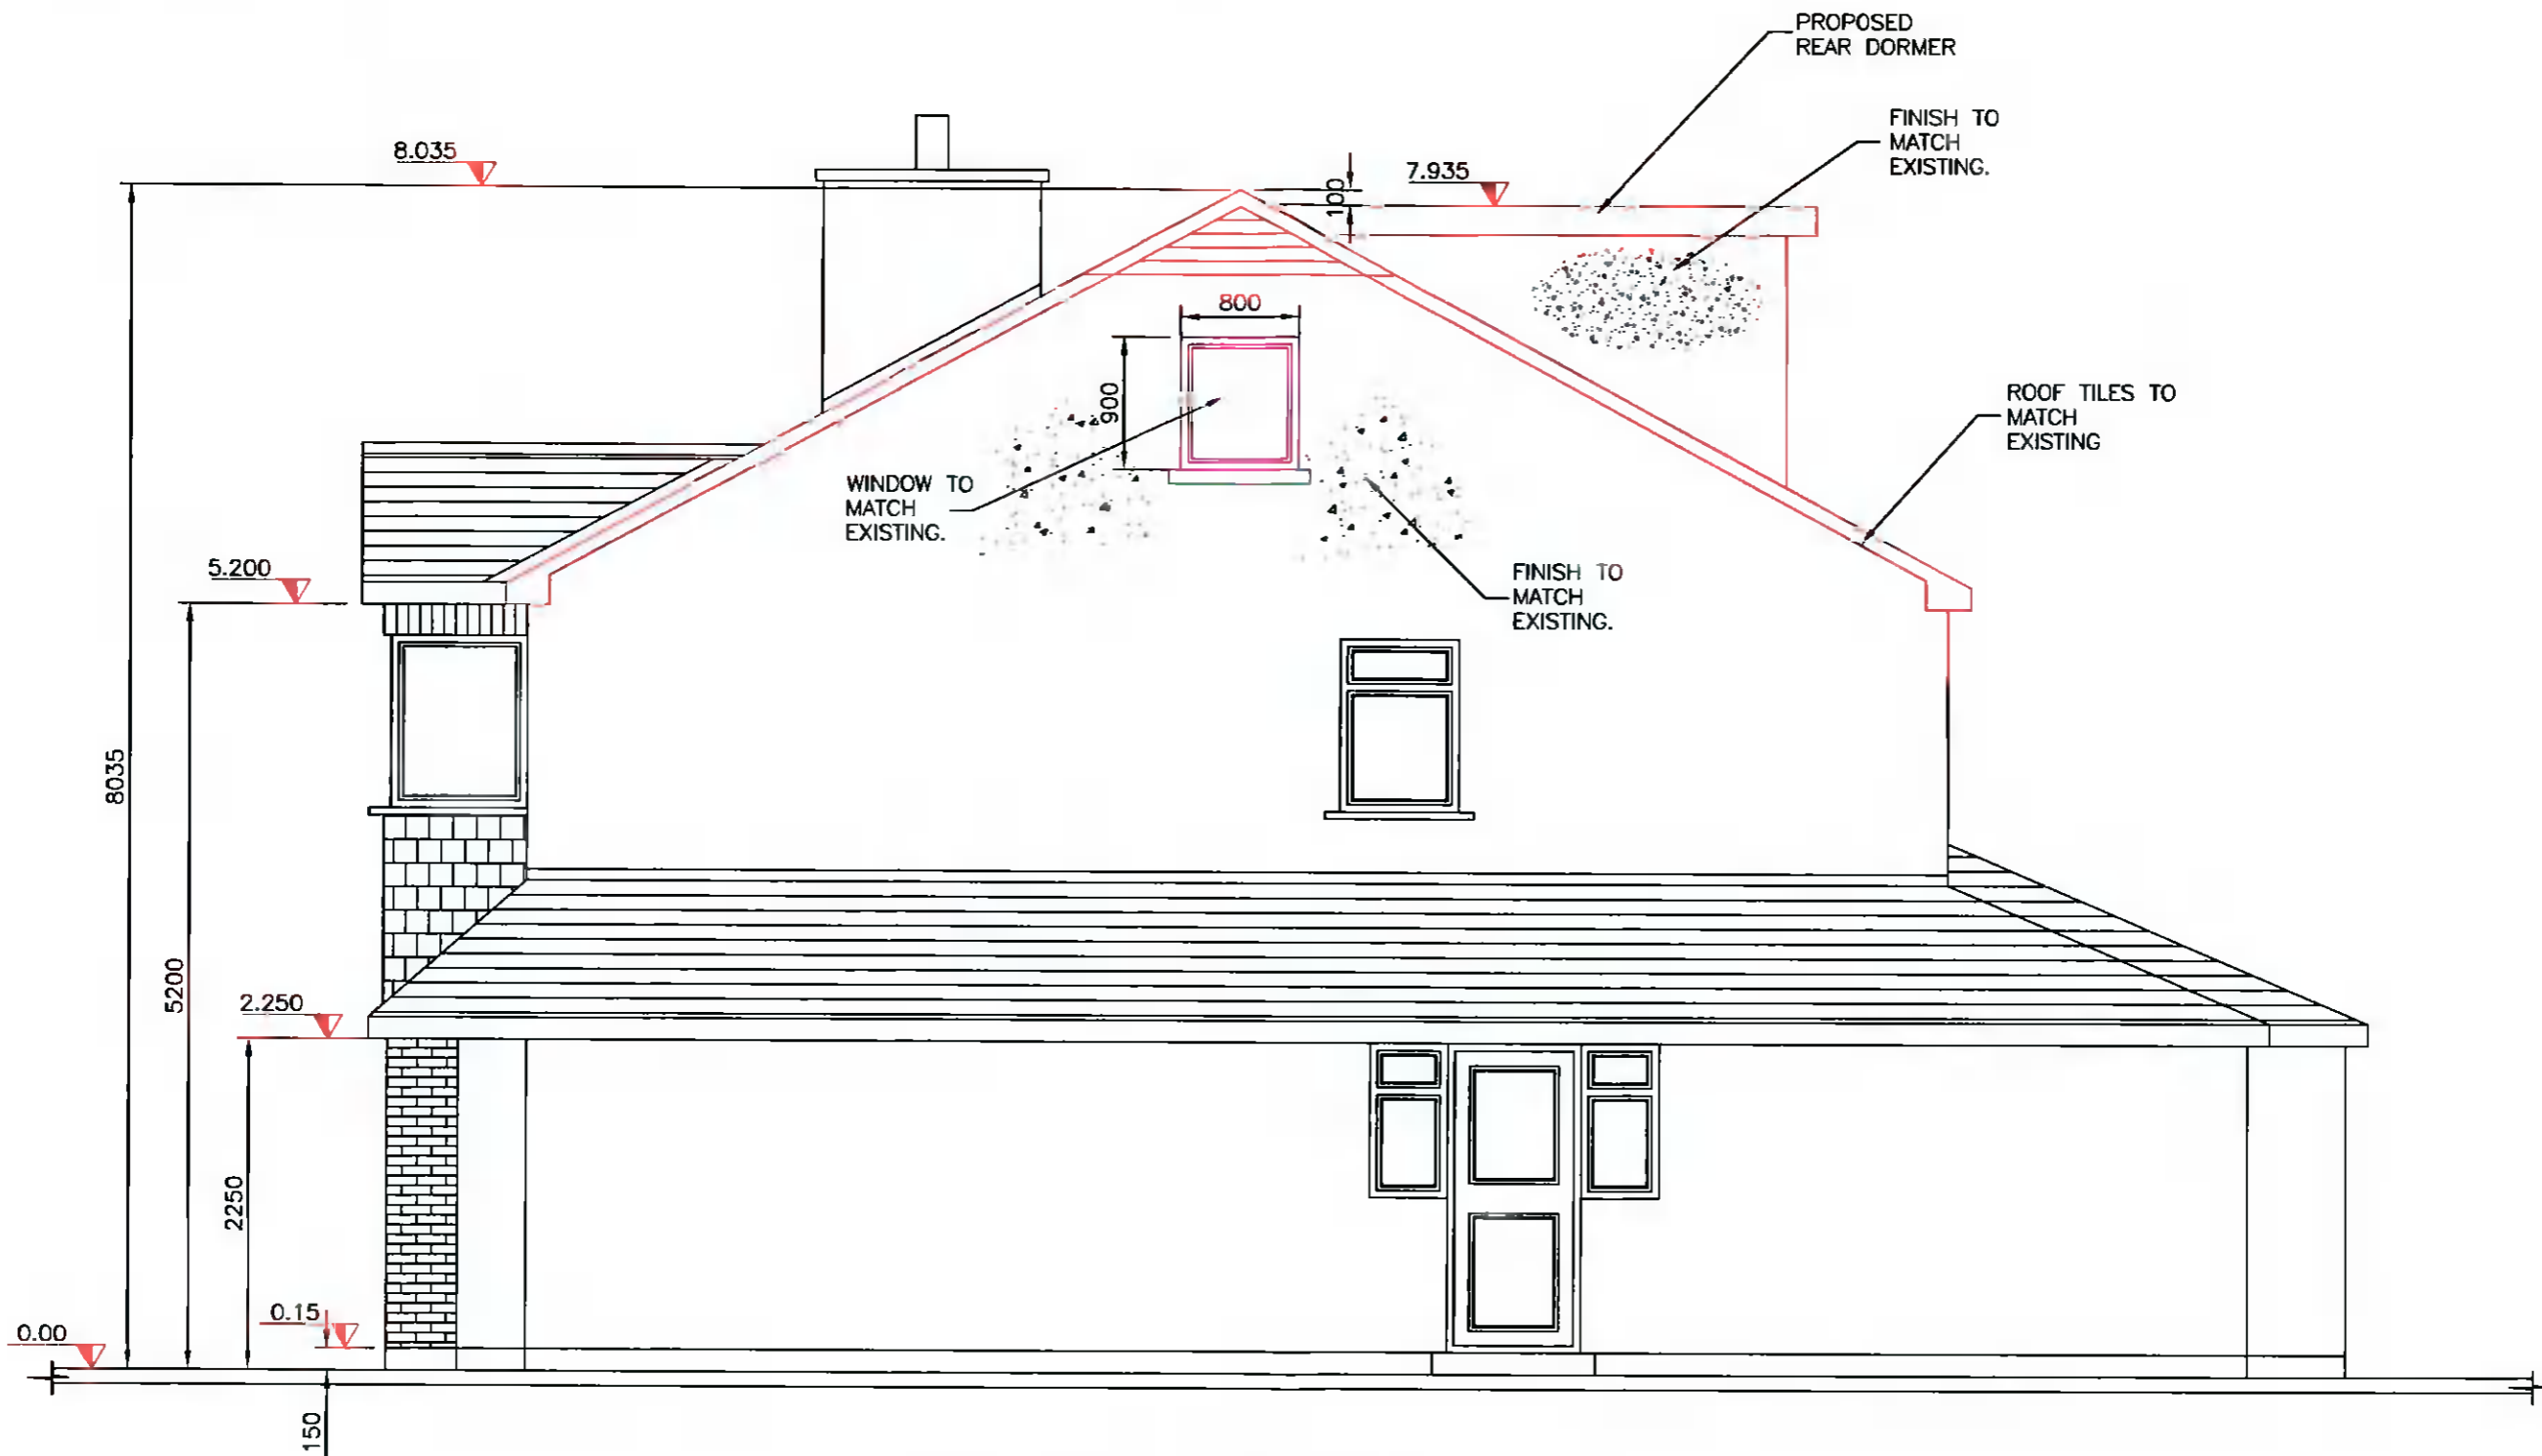 PROPOSED
REAR DORMER
FINISH TO
MATCH
EXISTING.
8.035
7.935
100
800
900
ROOF TILES TO
MATCH
EXISTING
WINDOW TO
MATCH
EXISTING.
5.200
FINISH TO
MATCH
EXISTING.
8035
5200
2.250
2250
0.15
0.00
150